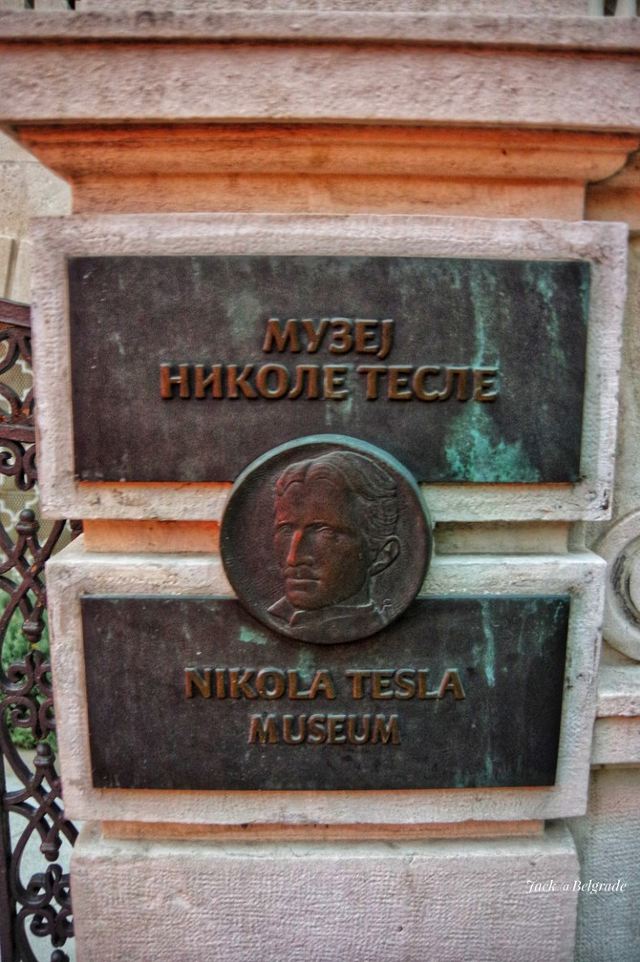 МУЗЕЈ
НИКОЛЕ ТЕСЛЕ
NIKOLA TESLA
MUSEUM
Jack 'a Belgrade